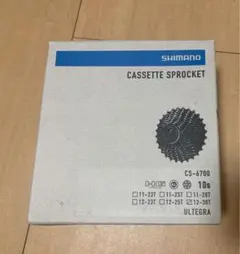 SHIMANO
CASSETTE SPROCKET
CS-6700
10s
11-23T 11-25T 11-28T
12-23T 12-25T 12-30T
ULTEGRA